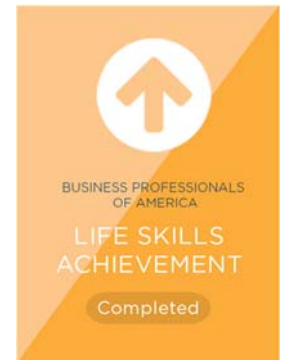 BUSINESS PROFESSIONALS
OF AMERICA
LIFE SKILLS
ACHIEVEMENT
Completed